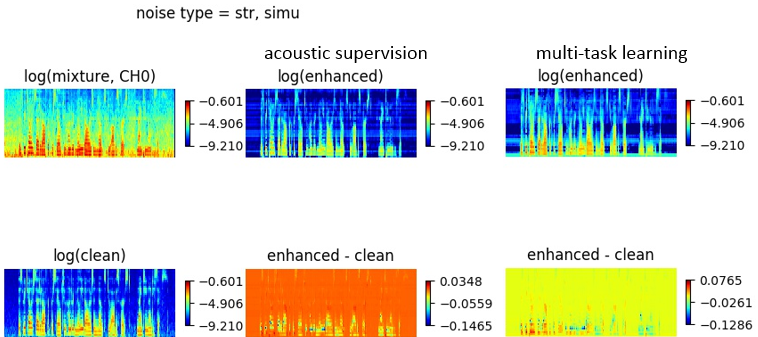 noise type = str, simu
acoustic supervision
multi-task learning
log(mixture, CH0)
log(enhanced)
log(enhanced)
−0.601
−4.906
−9.210
−0.601
−4.906
−9.210
−0.601
−4.906
−9.210
log(clean)
enhanced - clean
enhanced - clean
−0.601
−4.906
−9.210
0.0348
−0.0559
−0.1465
0.0765
−0.0261
−0.1286